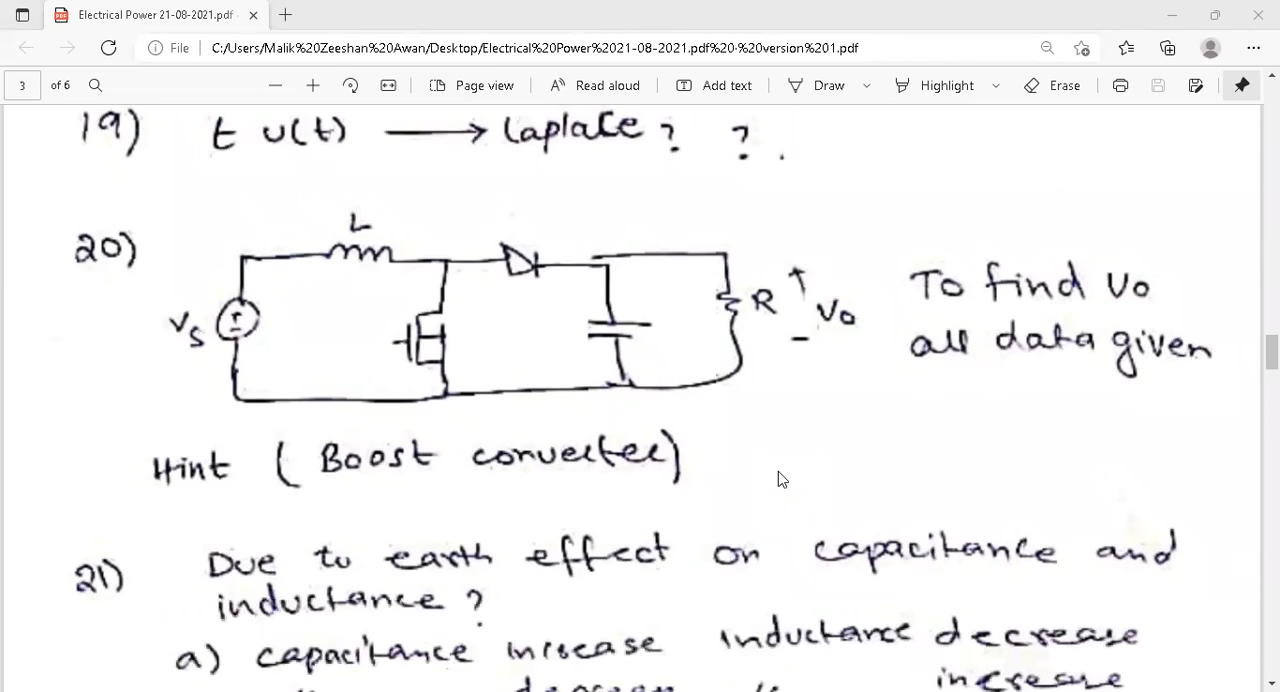 Electrical Power 21-08-2021.pdf
File C:/Users/Malik%20Zeeshan%20Awan/Desktop/Electrical%20Power%2021-08-2021.pdf%20-%20version%201.pdf
3 of 6 Page view Read aloud Add text Draw Highlight Erase
19) t u(t) → Laplace ? ? .
20) L
Vs
R Vo
To find Vo
all data given
Hint ( Boost converter)
21) Due to earth effect on capacitance and
inductance ?
a) capacitance increase inductance decrease
increase